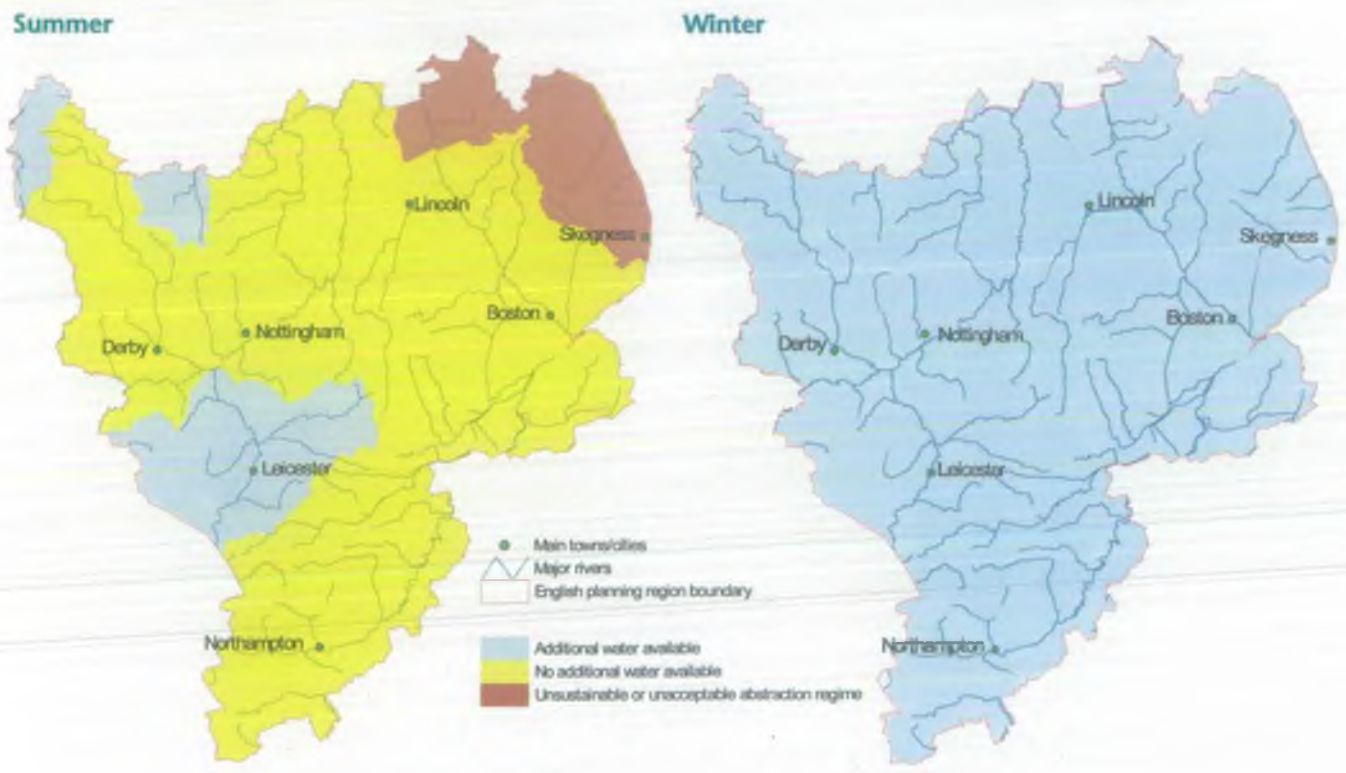 Summer
Winter
Lincoln
Skegness
Boston
Nottingham
Derby
Leicester
Northampton
Lincoln
Skegness
Boston
Nottingham
Derby
Leicester
Northampton
Main towns/cities
Major rivers
English planning region boundary
Additional water available
No additional water available
Unsustainable or unacceptable abstraction regime